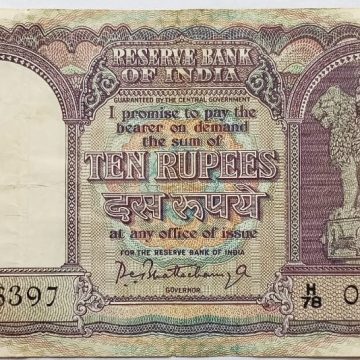 RESERVE BANK
OF INDIA
GUARANTEED BY THE CENTRAL GOVERNMENT
I promise to pay the
bearer on demand
the sum of
TEN RUPEES
दस रूपये
at any office of issue
FOR THE RESERVE BANK OF INDIA
GOVERNOR
6397
H/78 0